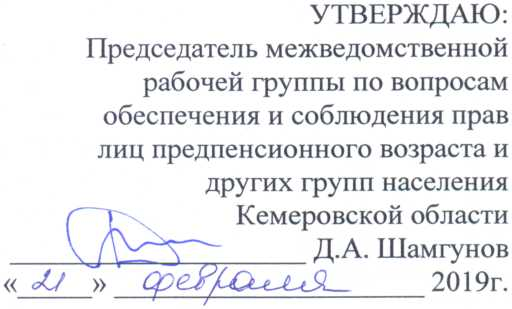 УТВЕРЖДАЮ:
Председатель межведомственной
рабочей группы по вопросам
обеспечения и соблюдения прав
лиц предпенсионного возраста и
других групп населения
Кемеровской области
Д.А. Шамгунов
«21» февраля 2019г.